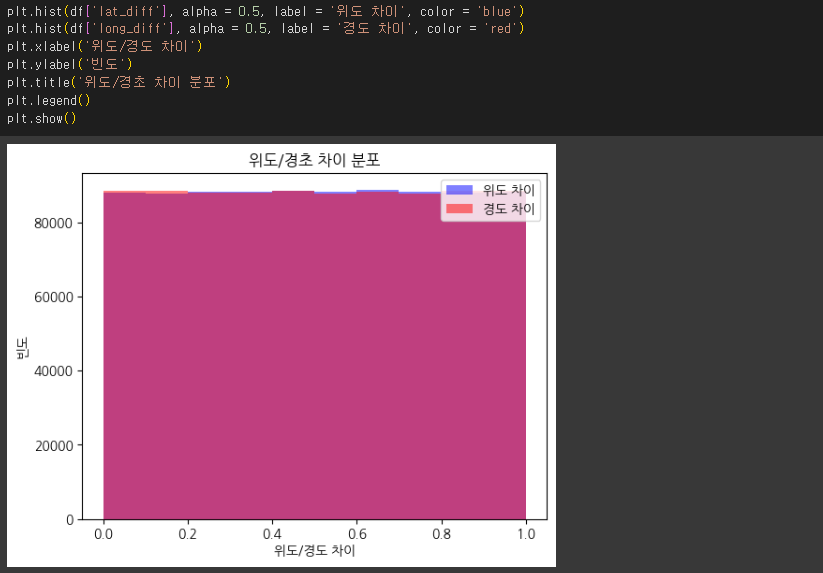 plt.hist(df['lat_diff'], alpha = 0.5, label = '위도 차이', color = 'blue')
plt.hist(df['long_diff'], alpha = 0.5, label = '경도 차이', color = 'red')
plt.xlabel('위도/경도 차이')
plt.ylabel('빈도')
plt.title('위도/경초 차이 분포')
plt.legend()
plt.show()
위도/경초 차이 분포
위도 차이
경도 차이
80000
60000
40000
20000
0
빈도
0.0 0.2 0.4 0.6 0.8 1.0
위도/경도 차이